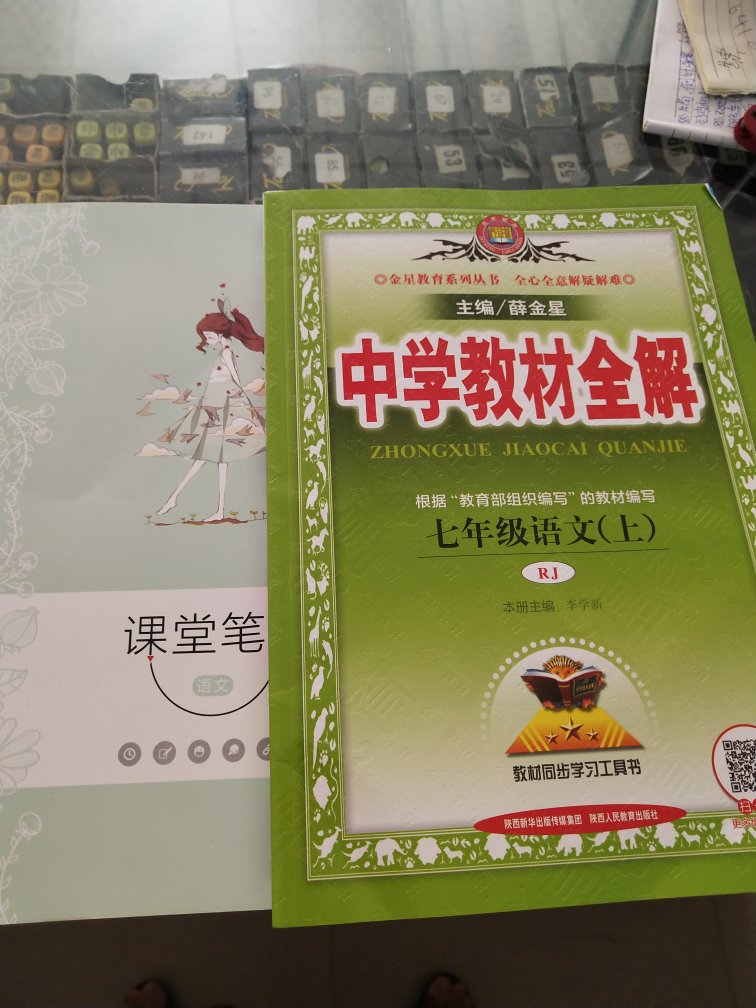 ◎金星教育系列丛书 全心全意解疑解难◎
主编/薛金星
中学教材全解
ZHONGXUE JIAOCAI QUANJIE
根据“教育部组织编写”的教材编写
七年级语文(上)
RJ
本册主编 李学新
教材同步学习工具书
陕西新华出版传媒集团 陕西人民教育出版社
扫
课堂笔
语文
142
85